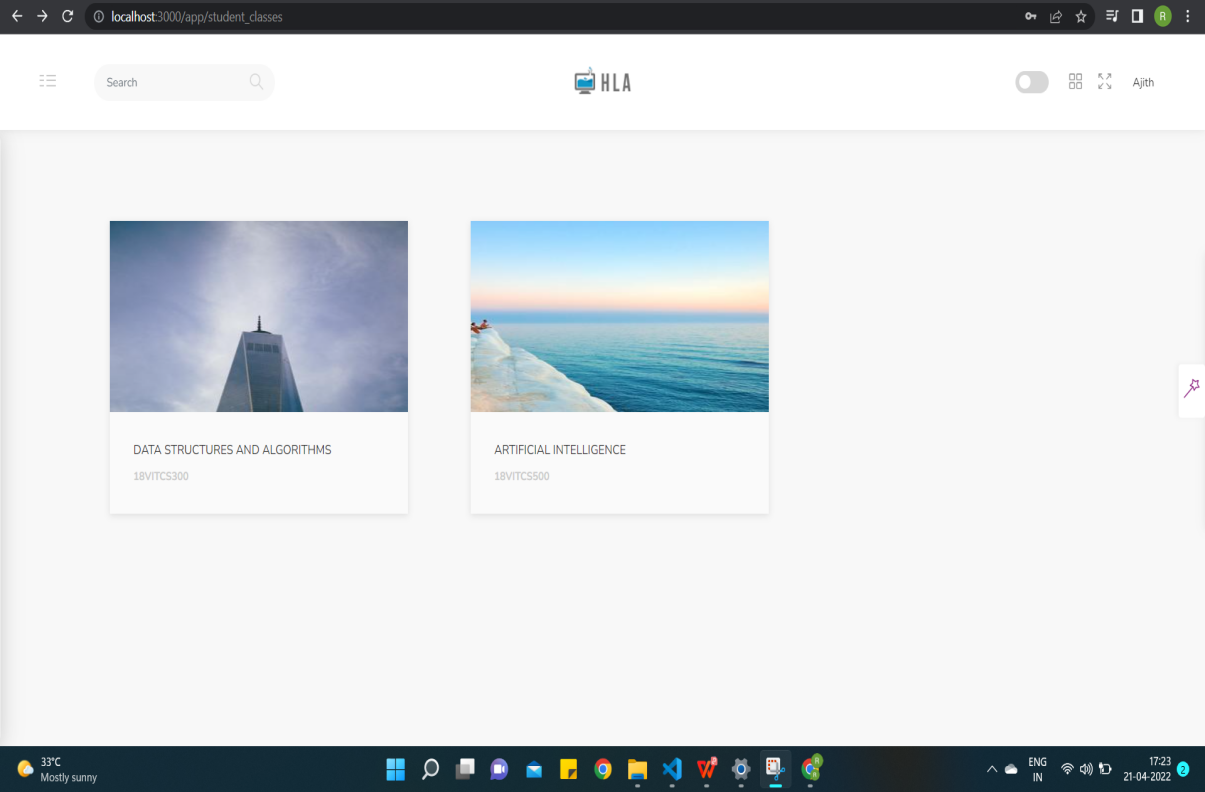 localhost:3000/app/student_classes
R
Search
HLA
Ajith
DATA STRUCTURES AND ALGORITHMS
18VITCS300
ARTIFICIAL INTELLIGENCE
18VITCS500
33°C
Mostly sunny
ENG
IN
17:23
21-04-2022
2